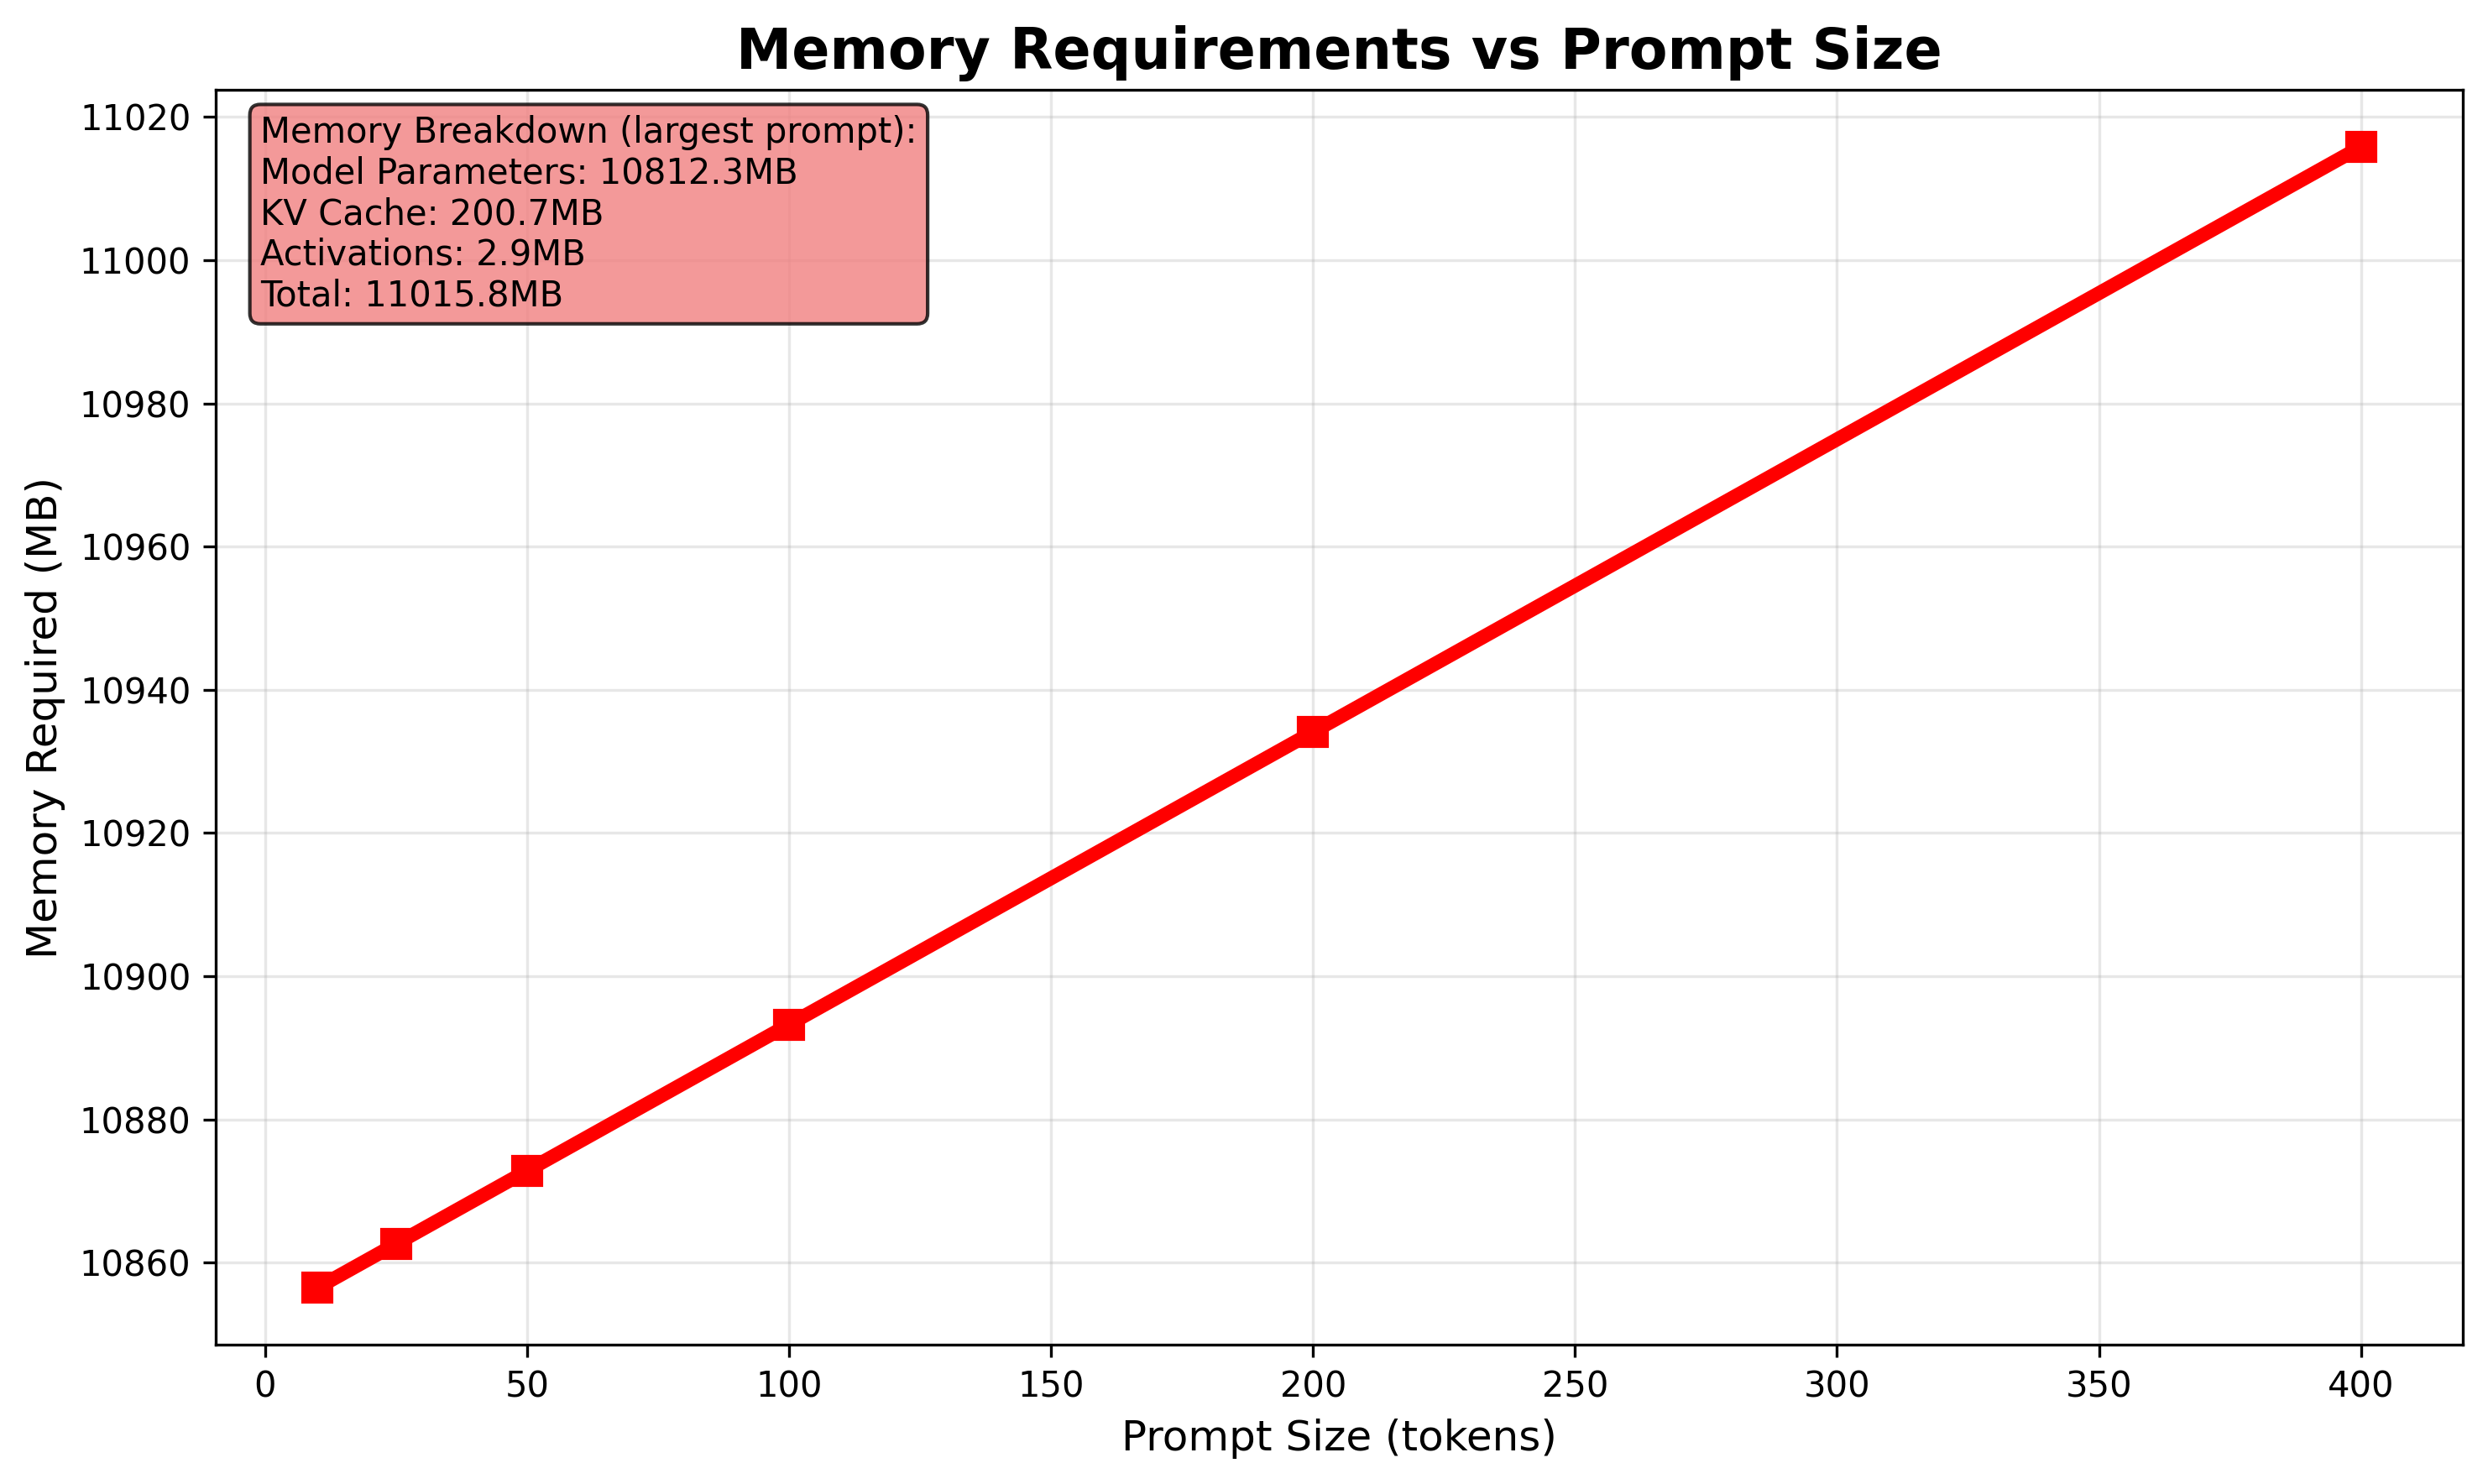 Memory Requirements vs Prompt Size
Memory Breakdown (largest prompt):
Model Parameters: 10812.3MB
KV Cache: 200.7MB
Activations: 2.9MB
Total: 11015.8MB
Memory Required (MB)
11020
11000
10980
10960
10940
10920
10900
10880
10860
0 50 100 150 200 250 300 350 400
Prompt Size (tokens)